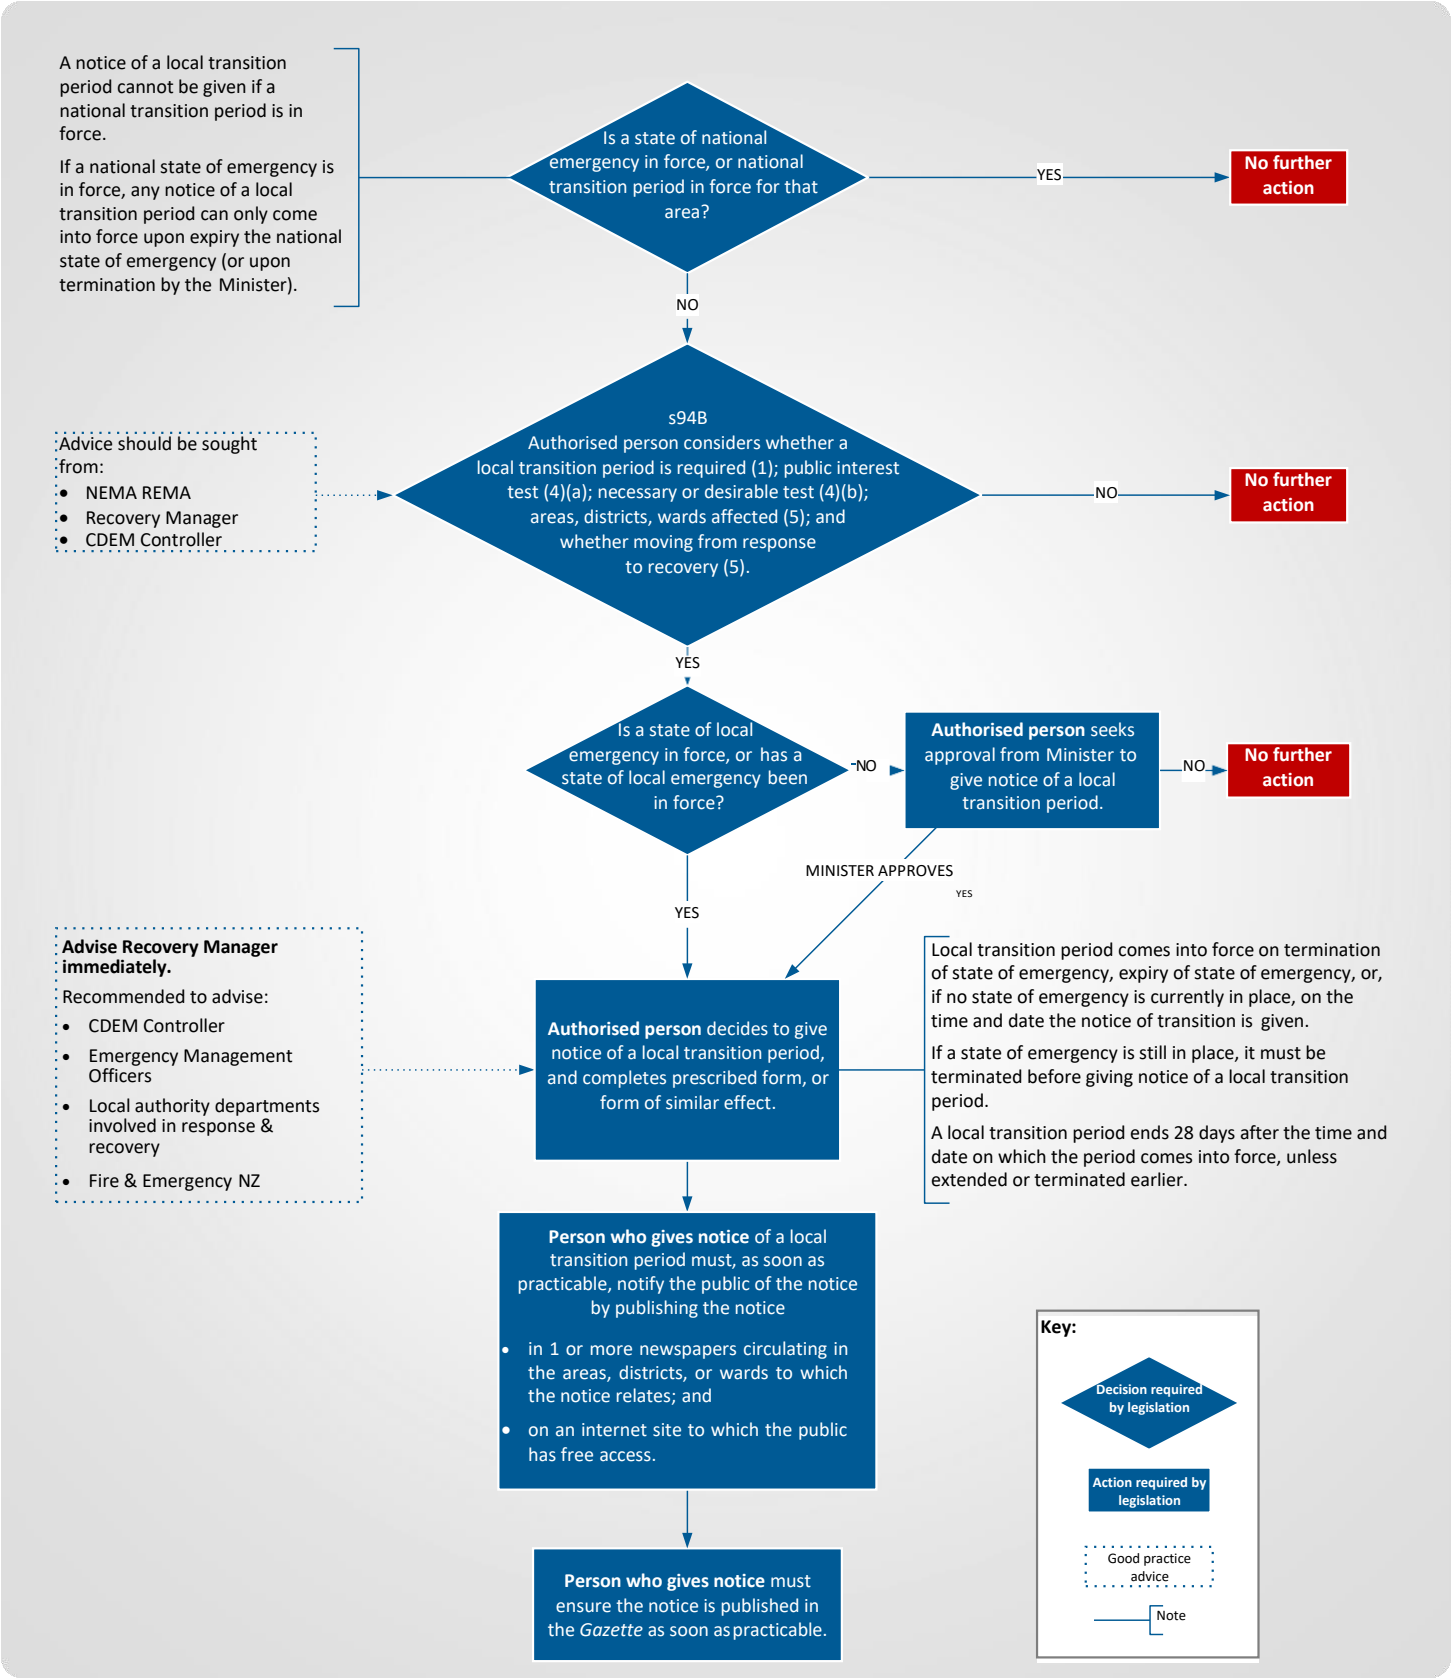 A notice of a local transition
period cannot be given if a
national transition period is in
force.
If a national state of emergency is
in force, any notice of a local
transition period can only come
into force upon expiry the national
state of emergency (or upon
termination by the Minister).
Is a state of national
emergency in force, or national
transition period in force for that
area?
YES
No further
action
NO
Advice should be sought
from:
• NEMA REMA
• Recovery Manager
• CDEM Controller
s94B
Authorised person considers whether a
local transition period is required (1); public interest
test (4)(a); necessary or desirable test (4)(b);
areas, districts, wards affected (5); and
whether moving from response
to recovery (5).
NO
No further
action
YES
Is a state of local
emergency in force, or has a
state of local emergency been
in force?
NO
Authorised person seeks
approval from Minister to
give notice of a local
transition period.
NO
No further
action
MINISTER APPROVES
YES
YES
Advise Recovery Manager
immediately.
Recommended to advise:
• CDEM Controller
• Emergency Management
Officers
• Local authority departments
involved in response &
recovery
• Fire & Emergency NZ
Authorised person decides to give
notice of a local transition period,
and completes prescribed form, or
form of similar effect.
Local transition period comes into force on termination
of state of emergency, expiry of state of emergency, or,
if no state of emergency is currently in place, on the
time and date the notice of transition is given.
If a state of emergency is still in place, it must be
terminated before giving notice of a local transition
period.
A local transition period ends 28 days after the time and
date on which the period comes into force, unless
extended or terminated earlier.
Person who gives notice of a local
transition period must, as soon as
practicable, notify the public of the notice
by publishing the notice
• in 1 or more newspapers circulating in
the areas, districts, or wards to which
the notice relates; and
• on an internet site to which the public
has free access.
Person who gives notice must
ensure the notice is published in
the Gazette as soon as practicable.
Key:
Decision required
by legislation
Action required by
legislation
Good practice
advice
Note